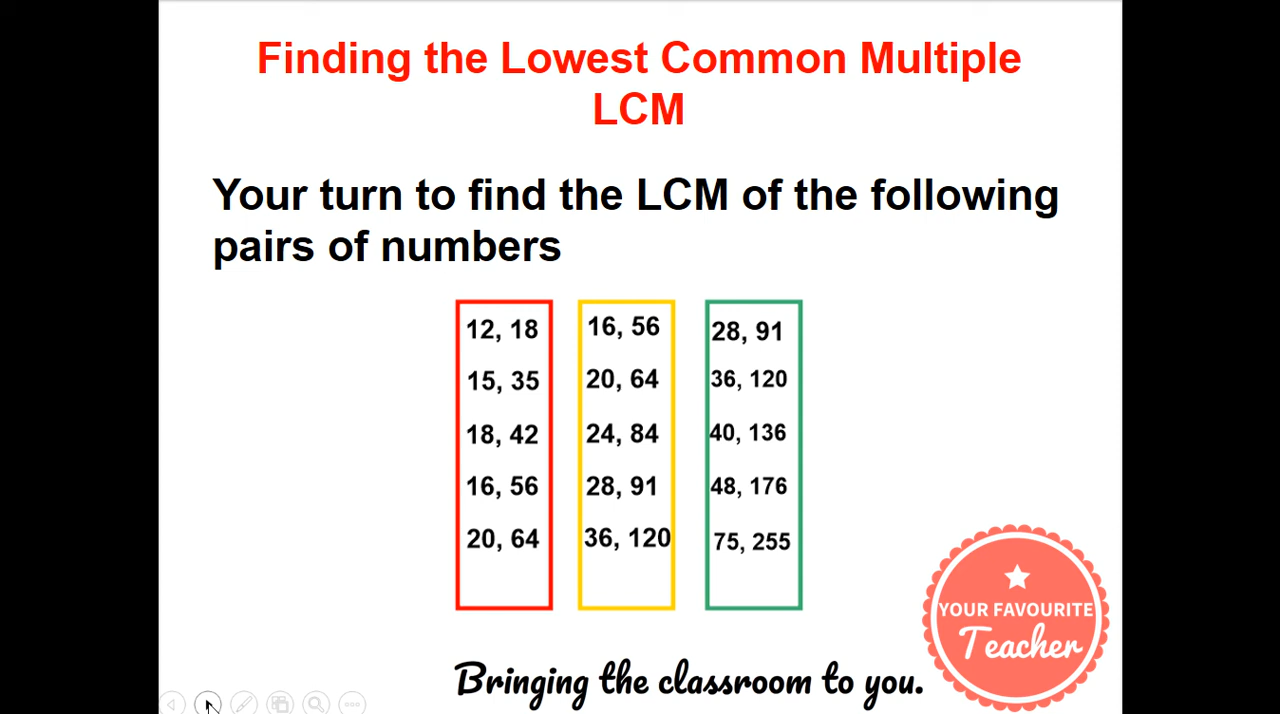 Finding the Lowest Common Multiple
LCM
Your turn to find the LCM of the following
pairs of numbers
12, 18
15, 35
18, 42
16, 56
20, 64
16, 56
20, 64
24, 84
28, 91
36, 120
28, 91
36, 120
40, 136
48, 176
75, 255
YOUR FAVOURITE
Teacher
Bringing the classroom to you.